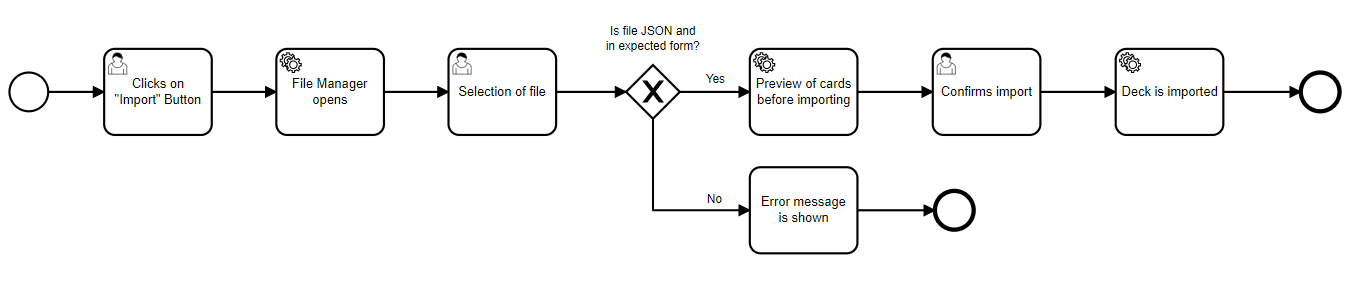 Is file JSON and
in expected form?
Clicks on
"Import" Button
File Manager
opens
Selection of file
Yes
Preview of cards
before importing
Confirms import
Deck is imported
No
Error message
is shown